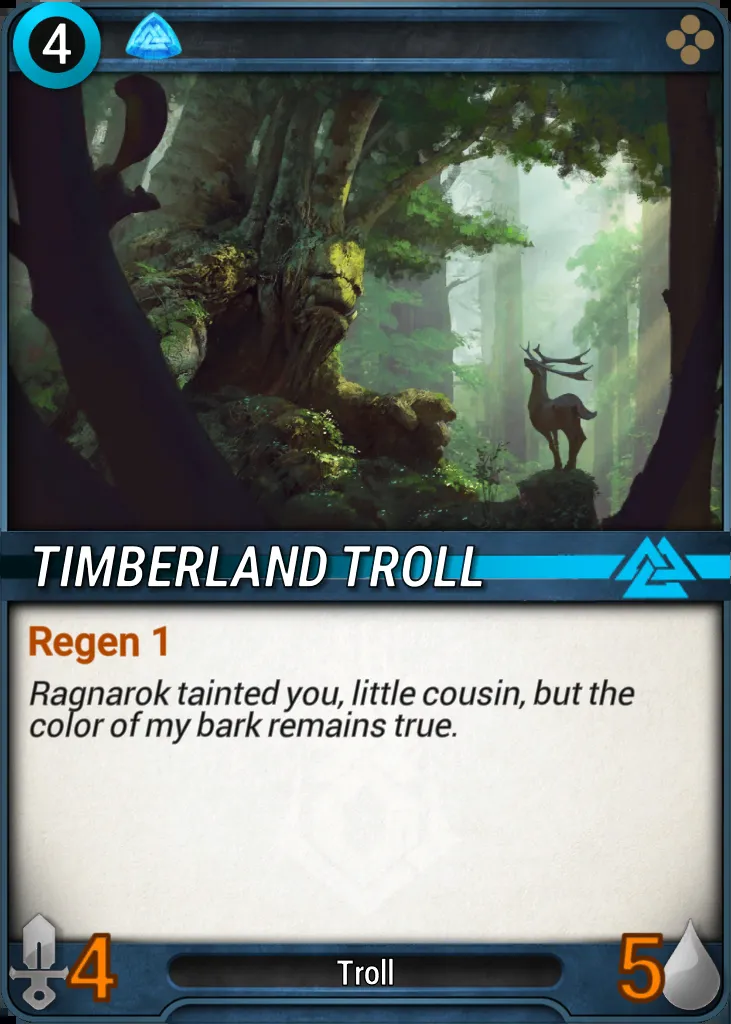 4
TIMBERLAND TROLL
Regen 1
Ragnarok tainted you, little cousin, but the
color of my bark remains true.
4
Troll
5